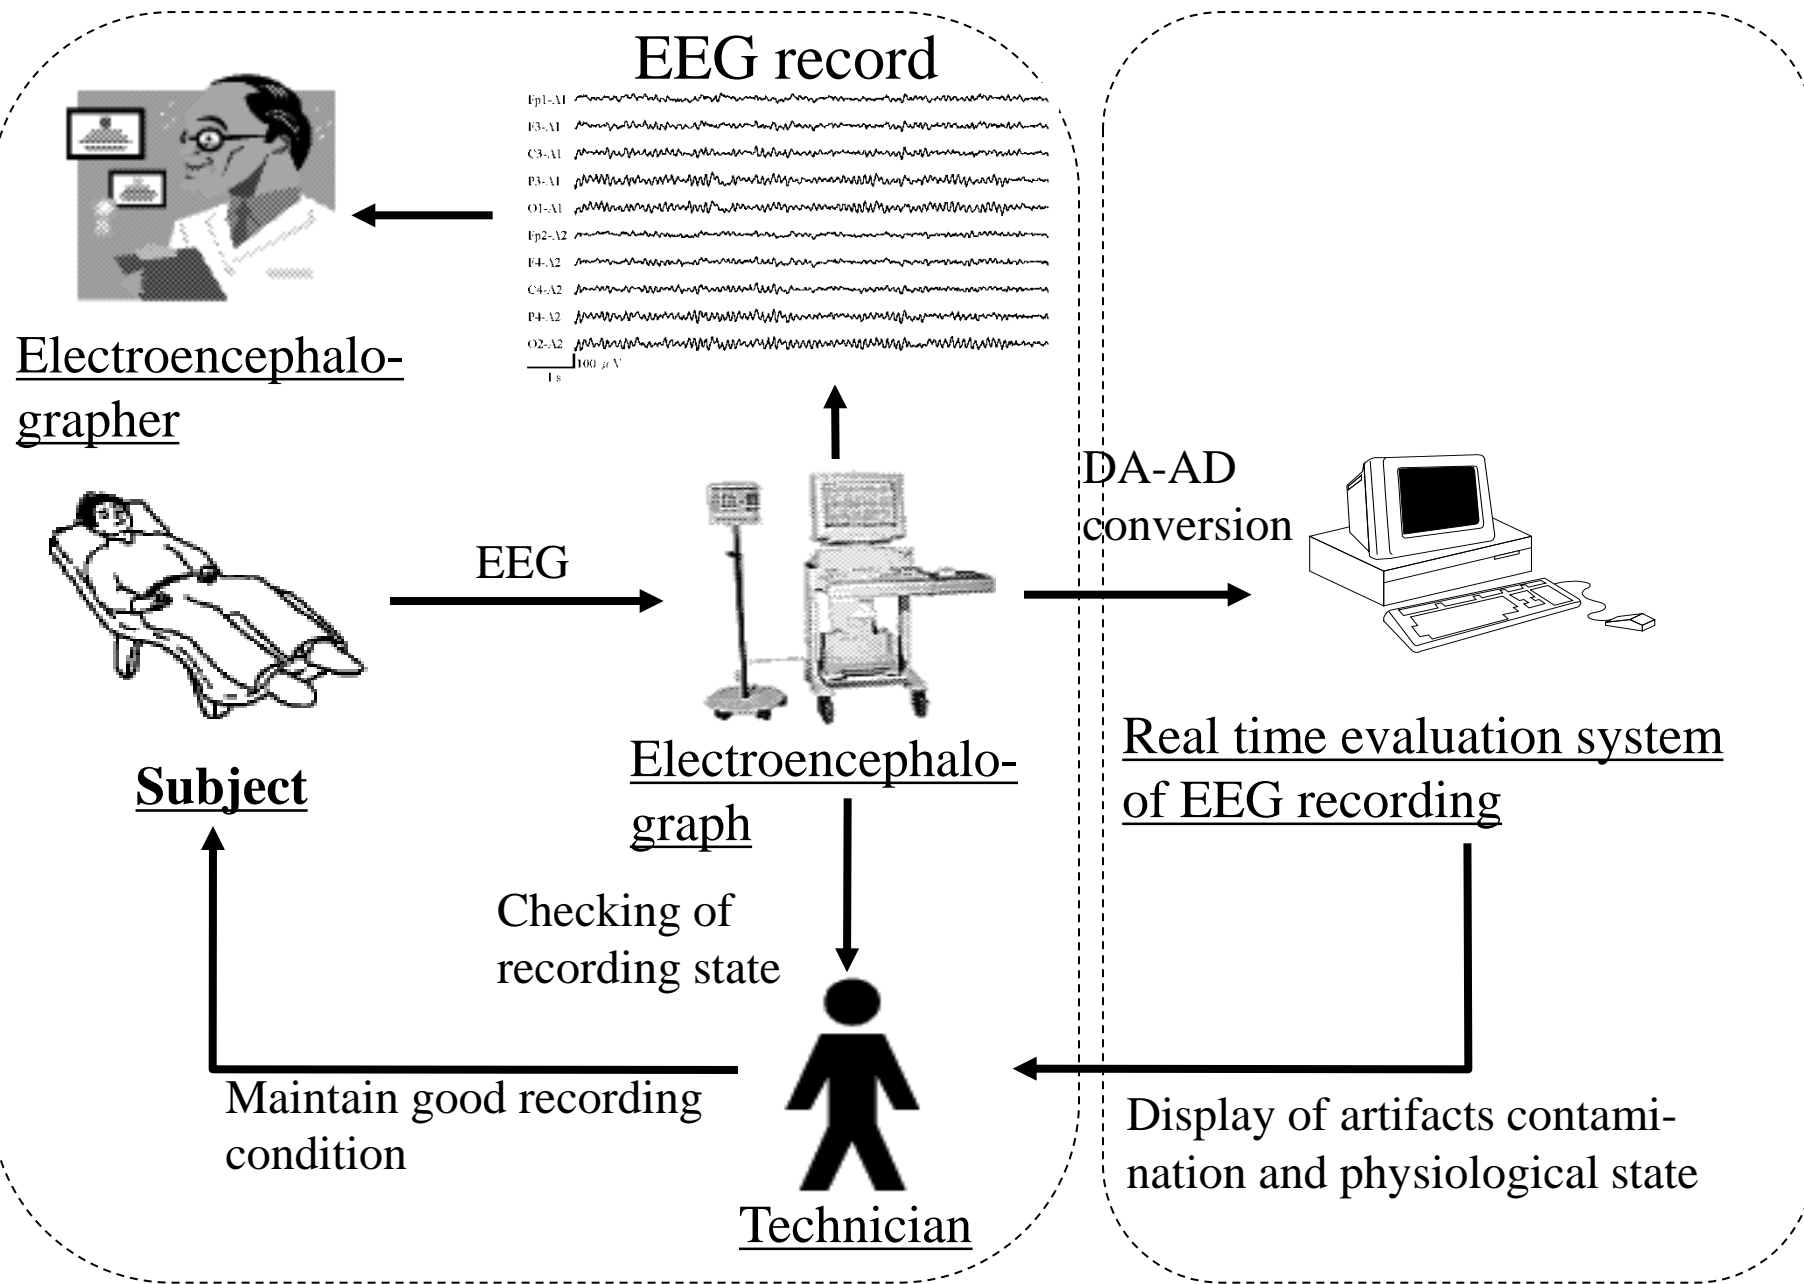 EEG record
Fp1-A1
F3-A1
C3-A1
P3-A1
O1-A1
Fp2-A2
F4-A2
C4-A2
P4-A2
O2-A2
100 μV
1 s
Electroencephalo-
grapher
EEG
DA-AD
conversion
Subject
Electroencephalo-
graph
Real time evaluation system
of EEG recording
Checking of
recording state
Maintain good recording
condition
Display of artifacts contami-
nation and physiological state
Technician